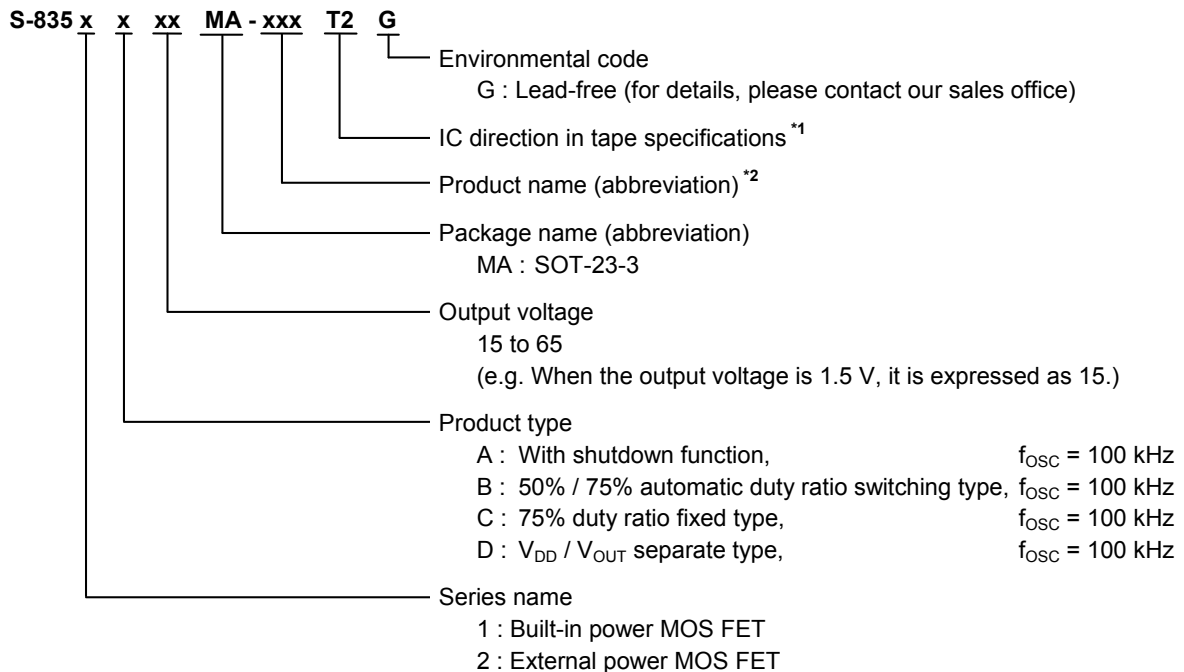 S-835 x x xx MA - xxx T2 G
Environmental code
G : Lead-free (for details, please contact our sales office)
IC direction in tape specifications *1
Product name (abbreviation) *2
Package name (abbreviation)
MA : SOT-23-3
Output voltage
15 to 65
(e.g. When the output voltage is 1.5 V, it is expressed as 15.)
Product type
A : With shutdown function, fOSC = 100 kHz
B : 50% / 75% automatic duty ratio switching type, fOSC = 100 kHz
C : 75% duty ratio fixed type, fOSC = 100 kHz
D : VDD / VOUT separate type, fOSC = 100 kHz
Series name
1 : Built-in power MOS FET
2 : External power MOS FET